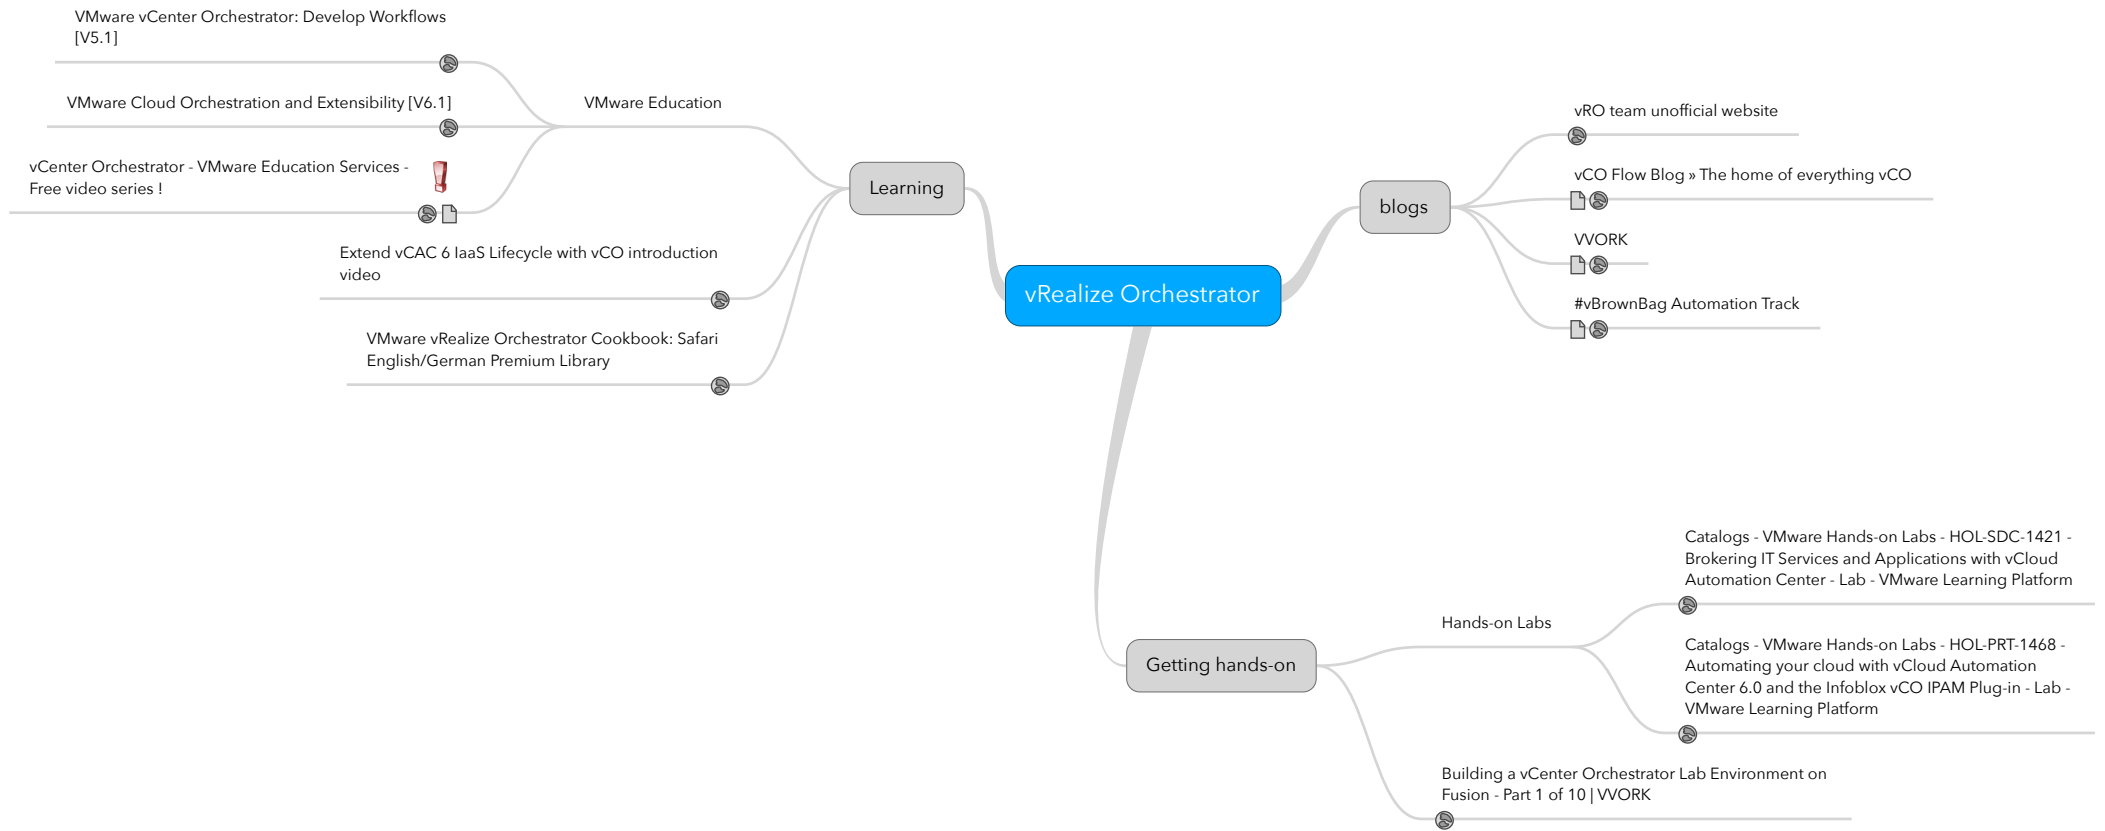 VMware vCenter Orchestrator: Develop Workflows
[V5.1]
VMware Cloud Orchestration and Extensibility [V6.1]
VMware Education
vCenter Orchestrator - VMware Education Services -
Free video series !
Learning
Extend vCAC 6 IaaS Lifecycle with vCO introduction
video
VMware vRealize Orchestrator Cookbook: Safari
English/German Premium Library
vRealize Orchestrator
blogs
vRO team unofficial website
vCO Flow Blog » The home of everything vCO
VVORK
#vBrownBag Automation Track
Getting hands-on
Hands-on Labs
Catalogs - VMware Hands-on Labs - HOL-SDC-1421 -
Brokering IT Services and Applications with vCloud
Automation Center - Lab - VMware Learning Platform
Catalogs - VMware Hands-on Labs - HOL-PRT-1468 -
Automating your cloud with vCloud Automation
Center 6.0 and the Infoblox vCO IPAM Plug-in - Lab -
VMware Learning Platform
Building a vCenter Orchestrator Lab Environment on
Fusion - Part 1 of 10 | VVORK